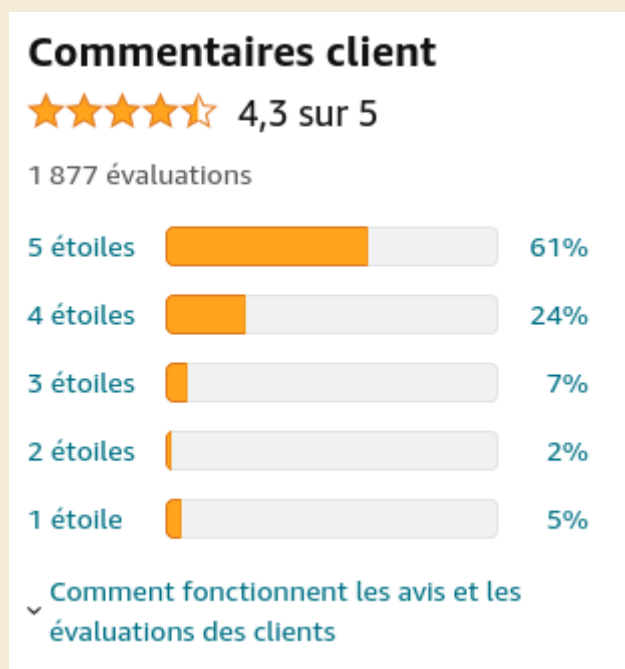 Commentaires client
4,3 sur 5
1 877 évaluations
5 étoiles 61%
4 étoiles 24%
3 étoiles 7%
2 étoiles 2%
1 étoile 5%
Comment fonctionnent les avis et les
évaluations des clients